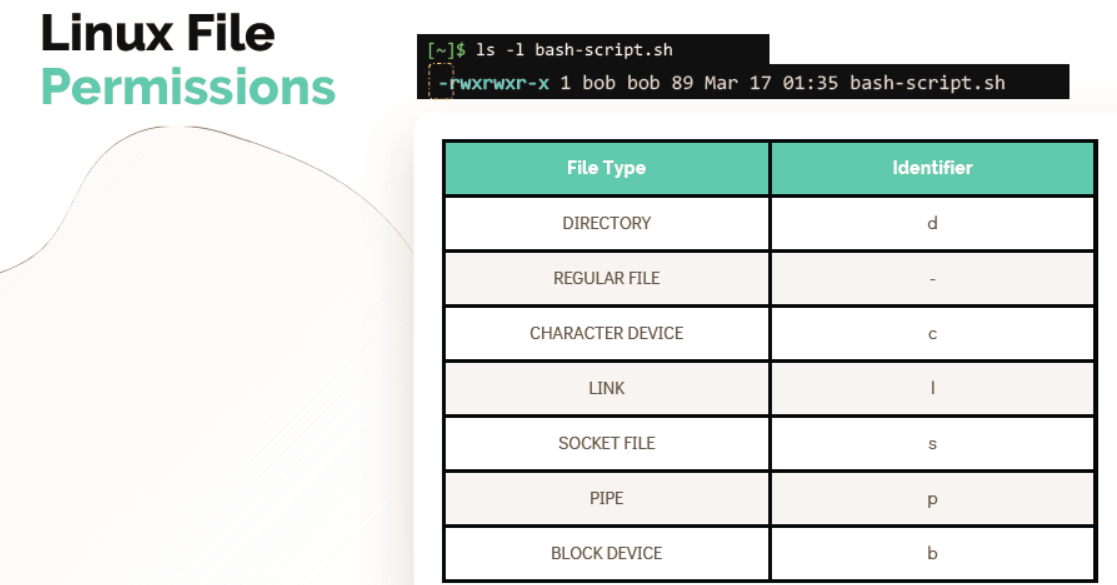 Linux File
Permissions
[~]$ ls -l bash-script.sh
-rwxrwxr-x 1 bob bob 89 Mar 17 01:35 bash-script.sh
File Type Identifier
DIRECTORY d
REGULAR FILE -
CHARACTER DEVICE c
LINK l
SOCKET FILE s
PIPE p
BLOCK DEVICE b